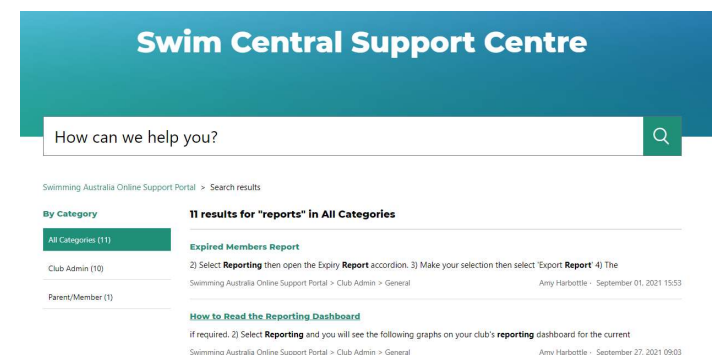 Swim Central Support Centre
How can we help you?
Swimming Australia Online Support Portal > Search results
By Category
All Categories (11)
Club Admin (10)
Parent/Member (1)
11 results for "reports" in All Categories
Expired Members Report
2) Select Reporting then open the Expiry Report accordion. 3) Make your selection then select 'Export Report' 4) The
Swimming Australia Online Support Portal > Club Admin > General
Amy Harbottle · September 01, 2021 15:53
How to Read the Reporting Dashboard
if required. 2) Select Reporting and you will see the following graphs on your club's reporting dashboard for the current
Swimming Australia Online Support Portal > Club Admin > General
Amy Harbottle · September 27, 2021 09:03